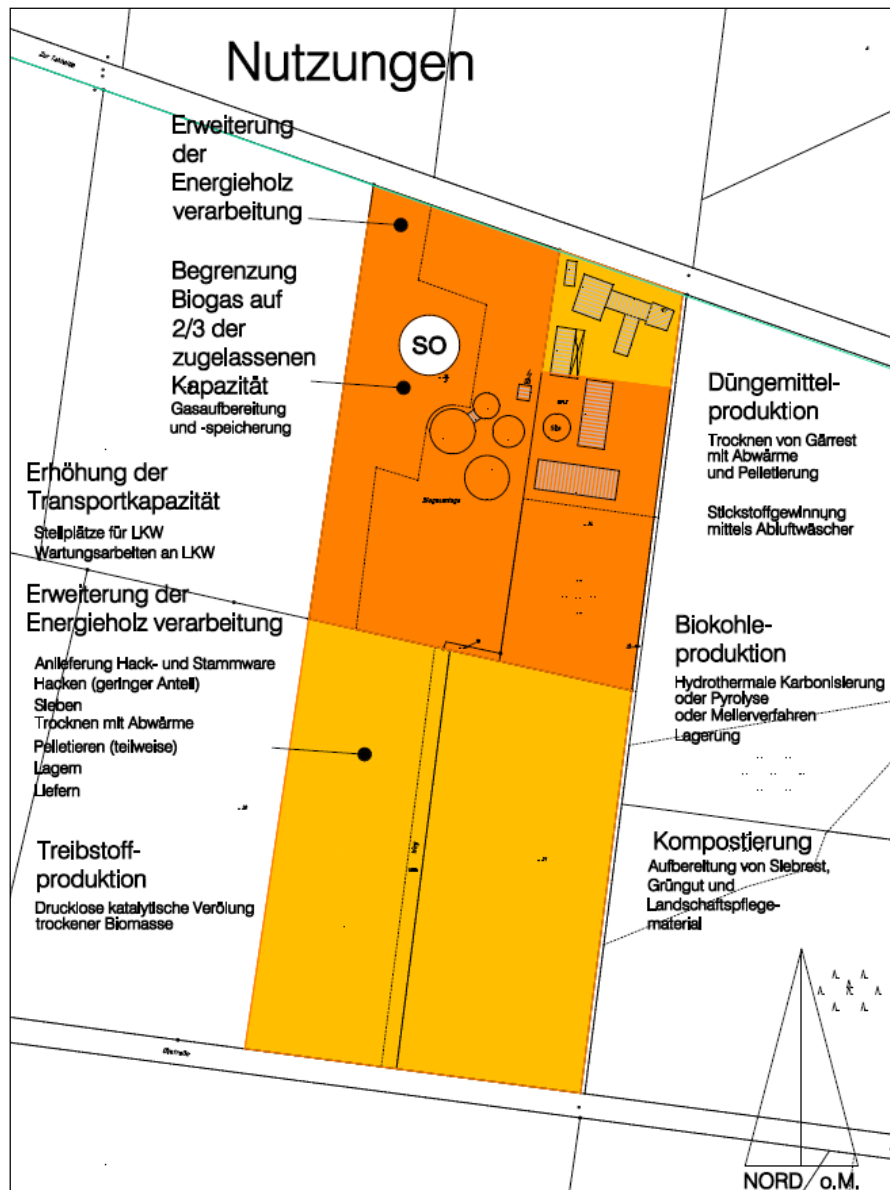 Nutzungen
Erweiterung
der
Energieholz
verarbeitung
Begrenzung
Biogas auf
2/3 der
zugelassenen
Kapazität
Gasaufbereitung
und -speicherung
SO
Erhöhung der
Transportkapazität
Stellplätze für LKW
Wartungsarbeiten an LKW
Erweiterung der
Energieholz verarbeitung
Anlieferung Hack- und Stammware
Hacken (geringer Anteil)
Sieben
Trocknen mit Abwärme
Pelletieren (teilweise)
Lagern
Liefern
Treibstoff-
produktion
Drucklose katalytische Verölung
trockener Biomasse
Biogasanlage
Düngemittel-
produktion
Trocknen von Gärrest
mit Abwärme
und Pelletierung
Stickstoffgewinnung
mittels Abluftwäscher
Biokohle-
produktion
Hydrothermale Karbonisierung
oder Pyrolyse
oder Meilerverfahren
Lagerung
Kompostierung
Aufbereitung von Siebrest,
Grüngut und
Landschaftspflege-
material
NORD o.M.